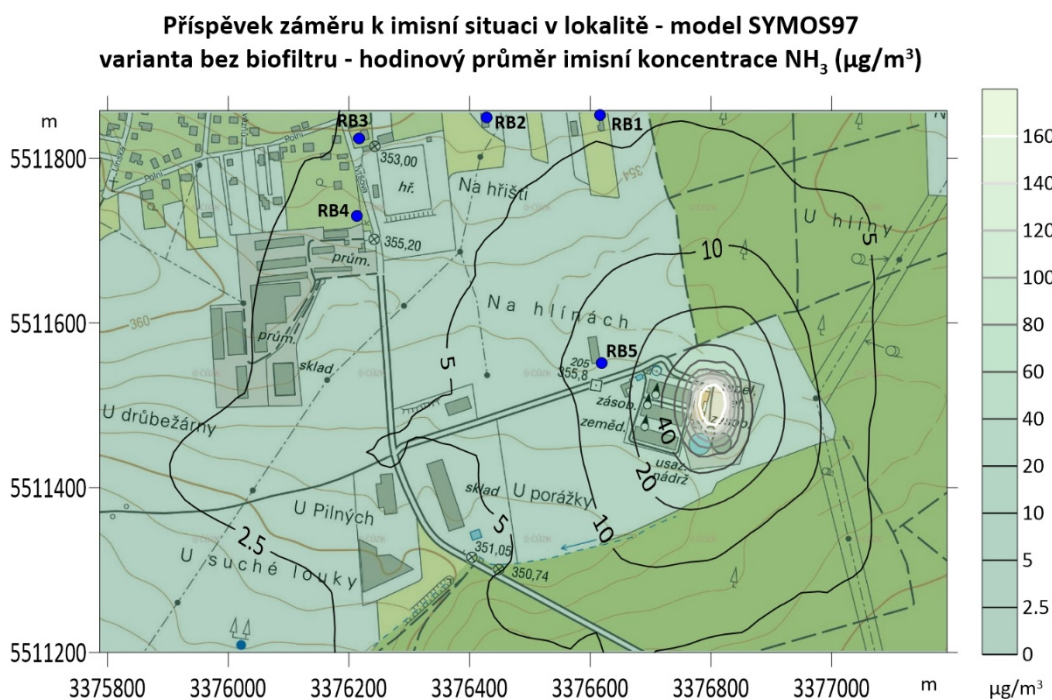 Příspěvek záměru k imisní situaci v lokalitě - model SYMOS97
varianta bez biofiltru - hodinový průměr imisní koncentrace NH₃ (µg/m³)
m
RB3
RB2
RB1
160
5511800
353,00
354
Polní
Polní
hř.
Na hřišti
140
RB4
U hlíny
5
120
355,20
10
prům.
100
5511600
360
Na hlínách
80
prům.
5
RB5
205
355,8
60
sklad
zásob.
U drůbežárny
zeměd.
40
40
usaz.
nádrž
20
20
5511400
sklad
U porážky
U Pilných
5
10
10
2.5
351,05
5
U suché louky
350,74
2.5
5511200
0
3375800
3376000
3376200
3376400
3376600
3376800
3377000
m
µg/m³